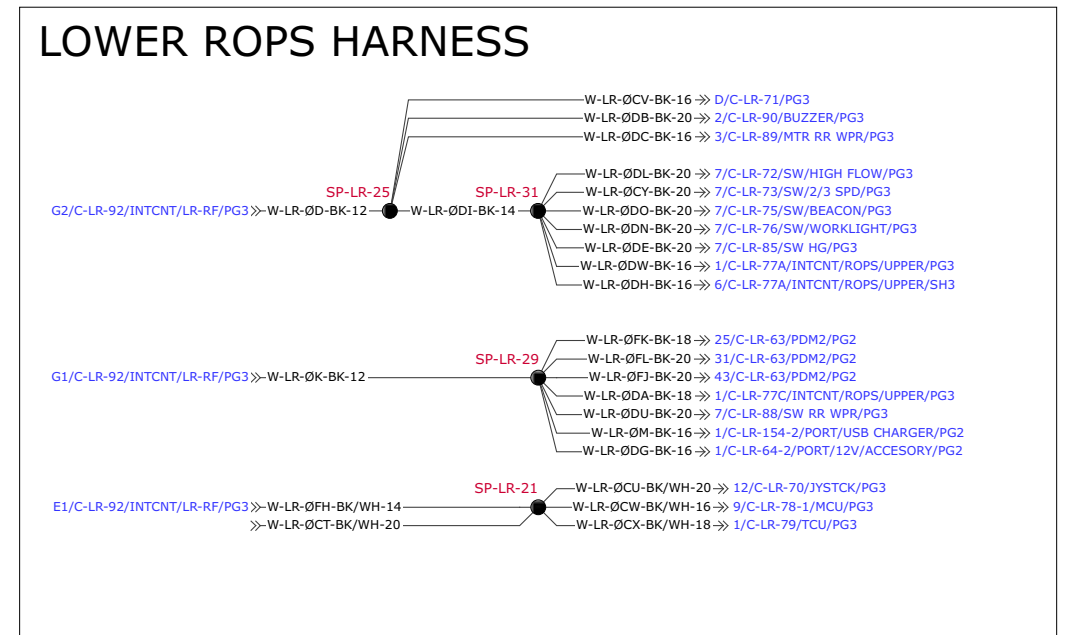 LOWER ROPS HARNESS
W-LR-ØCV-BK-16 D/C-LR-71/PG3
W-LR-ØDB-BK-20 2/C-LR-90/BUZZER/PG3
W-LR-ØDC-BK-16 3/C-LR-89/MTR RR WPR/PG3
W-LR-ØDL-BK-20 7/C-LR-72/SW/HIGH FLOW/PG3
SP-LR-25 SP-LR-31 W-LR-ØCY-BK-20 7/C-LR-73/SW/2/3 SPD/PG3
G2/C-LR-92/INTCNT/LR-RF/PG3 W-LR-ØD-BK-12 W-LR-ØDI-BK-14 W-LR-ØDO-BK-20 7/C-LR-75/SW/BEACON/PG3
W-LR-ØDN-BK-20 7/C-LR-76/SW/WORKLIGHT/PG3
W-LR-ØDE-BK-20 7/C-LR-85/SW HG/PG3
W-LR-ØDW-BK-16 1/C-LR-77A/INTCNT/ROPS/UPPER/PG3
W-LR-ØDH-BK-16 6/C-LR-77A/INTCNT/ROPS/UPPER/SH3
W-LR-ØFK-BK-18 25/C-LR-63/PDM2/PG2
SP-LR-29 W-LR-ØFL-BK-20 31/C-LR-63/PDM2/PG2
G1/C-LR-92/INTCNT/LR-RF/PG3 W-LR-ØK-BK-12 W-LR-ØFJ-BK-20 43/C-LR-63/PDM2/PG2
W-LR-ØDA-BK-18 1/C-LR-77C/INTCNT/ROPS/UPPER/PG3
W-LR-ØDU-BK-20 7/C-LR-88/SW RR WPR/PG3
W-LR-ØM-BK-16 1/C-LR-154-2/PORT/USB CHARGER/PG2
W-LR-ØDG-BK-16 1/C-LR-64-2/PORT/12V/ACCESORY/PG2
SP-LR-21 W-LR-ØCU-BK/WH-20 12/C-LR-70/JYSTCK/PG3
E1/C-LR-92/INTCNT/LR-RF/PG3 W-LR-ØFH-BK/WH-14 W-LR-ØCW-BK/WH-16 9/C-LR-78-1/MCU/PG3
W-LR-ØCT-BK/WH-20 W-LR-ØCX-BK/WH-18 1/C-LR-79/TCU/PG3